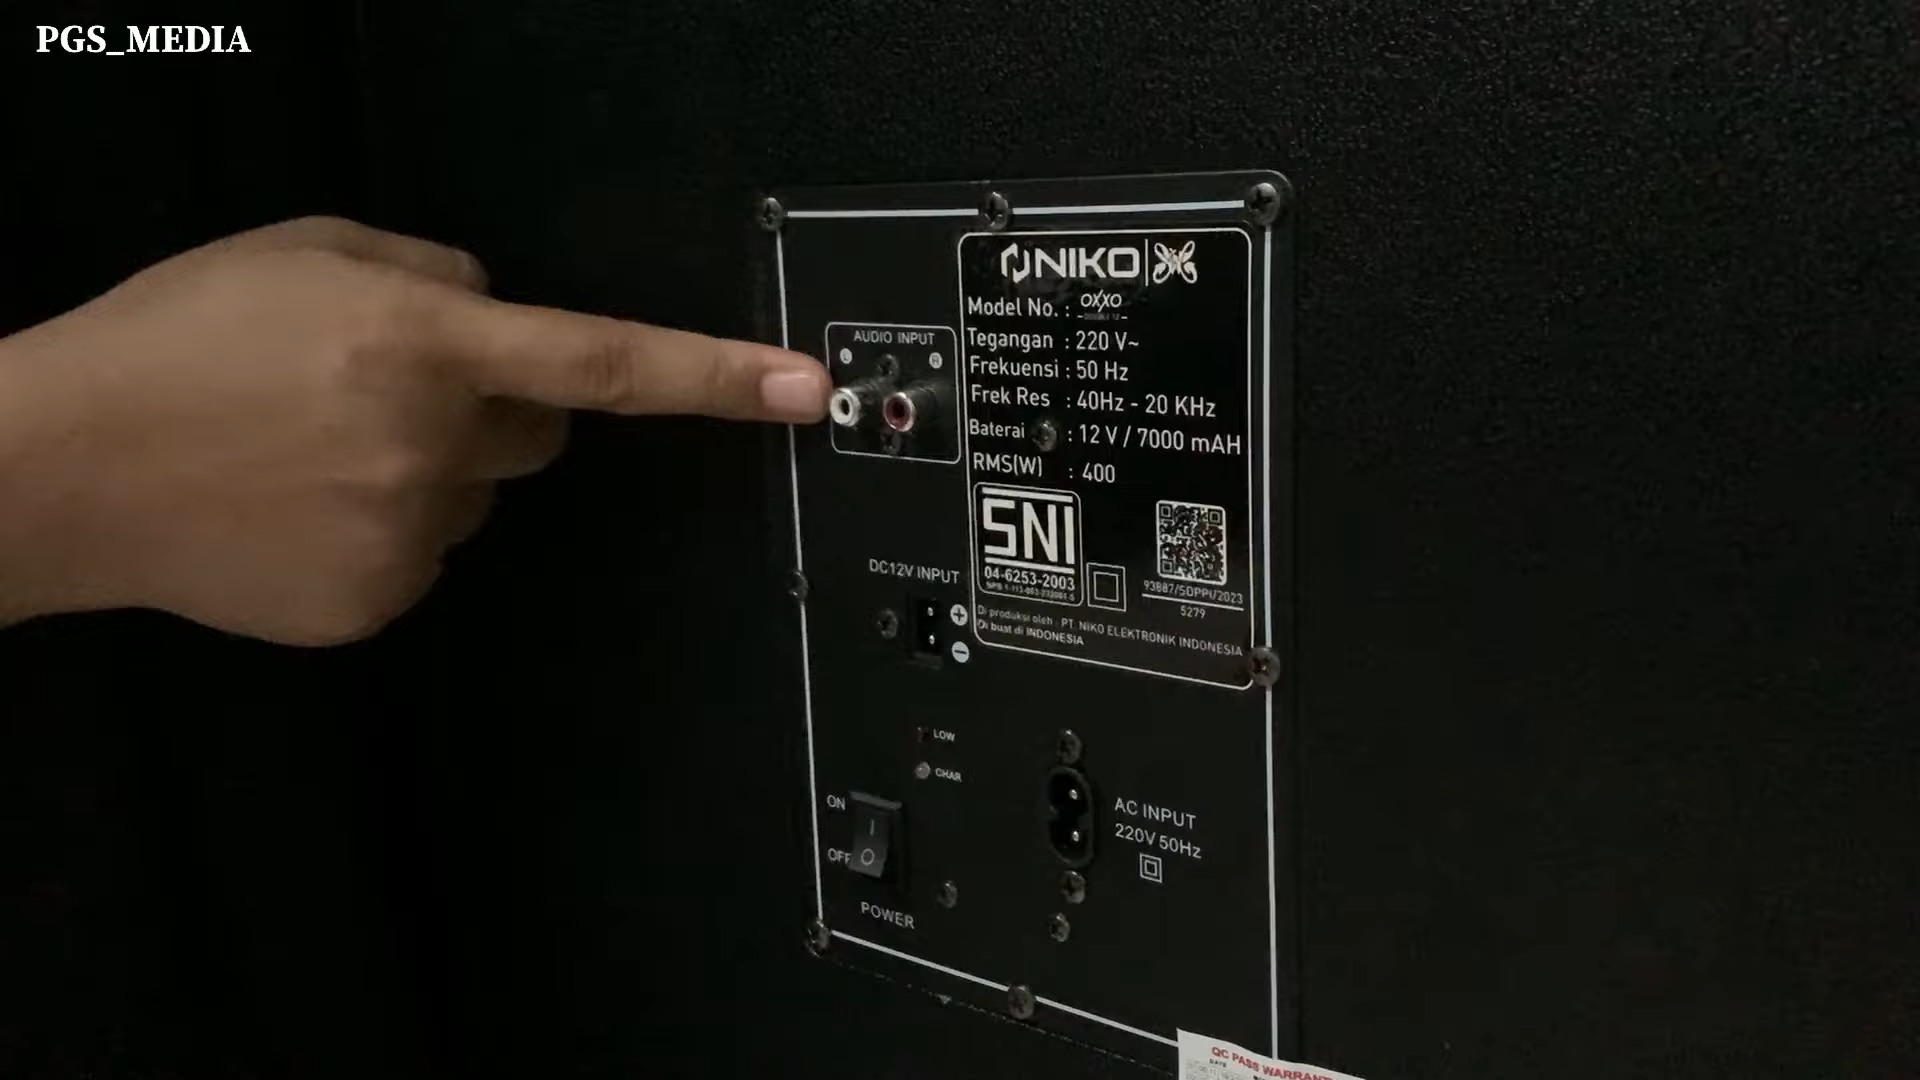 PGS_MEDIA
NIKO
Model No. : OXXO
Tegangan : 220 V~
Frekuensi : 50 Hz
Frek Res : 40Hz - 20 KHz
Baterai : 12 V / 7000 mAH
RMS(W) : 400
AUDIO INPUT
L R
SNI
04-6253-2003
93887/SDPPI/2023
5279
Di produksi oleh : PT. NIKO ELEKTRONIK INDONESIA
Di buat di INDONESIA
DC12V INPUT
+
−
LOW
CHAR
ON
I
OFF
O
POWER
AC INPUT
220V 50Hz
QC PASS
DATE